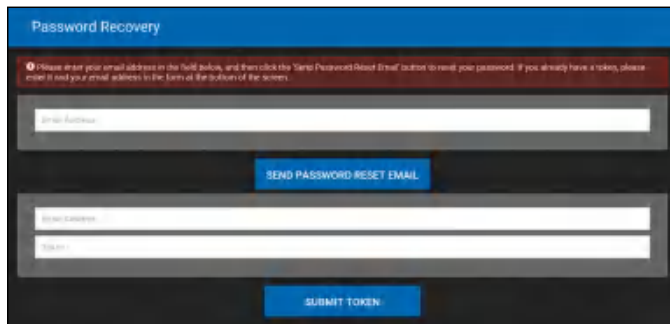 Password Recovery
Please enter your email address in the field below, and then click the 'Send Password Reset Email' button to reset your password. If you already have a token, please
enter it and your email address in the form at the bottom of the screen.
Email Address
SEND PASSWORD RESET EMAIL
Email Address
Token
SUBMIT TOKEN